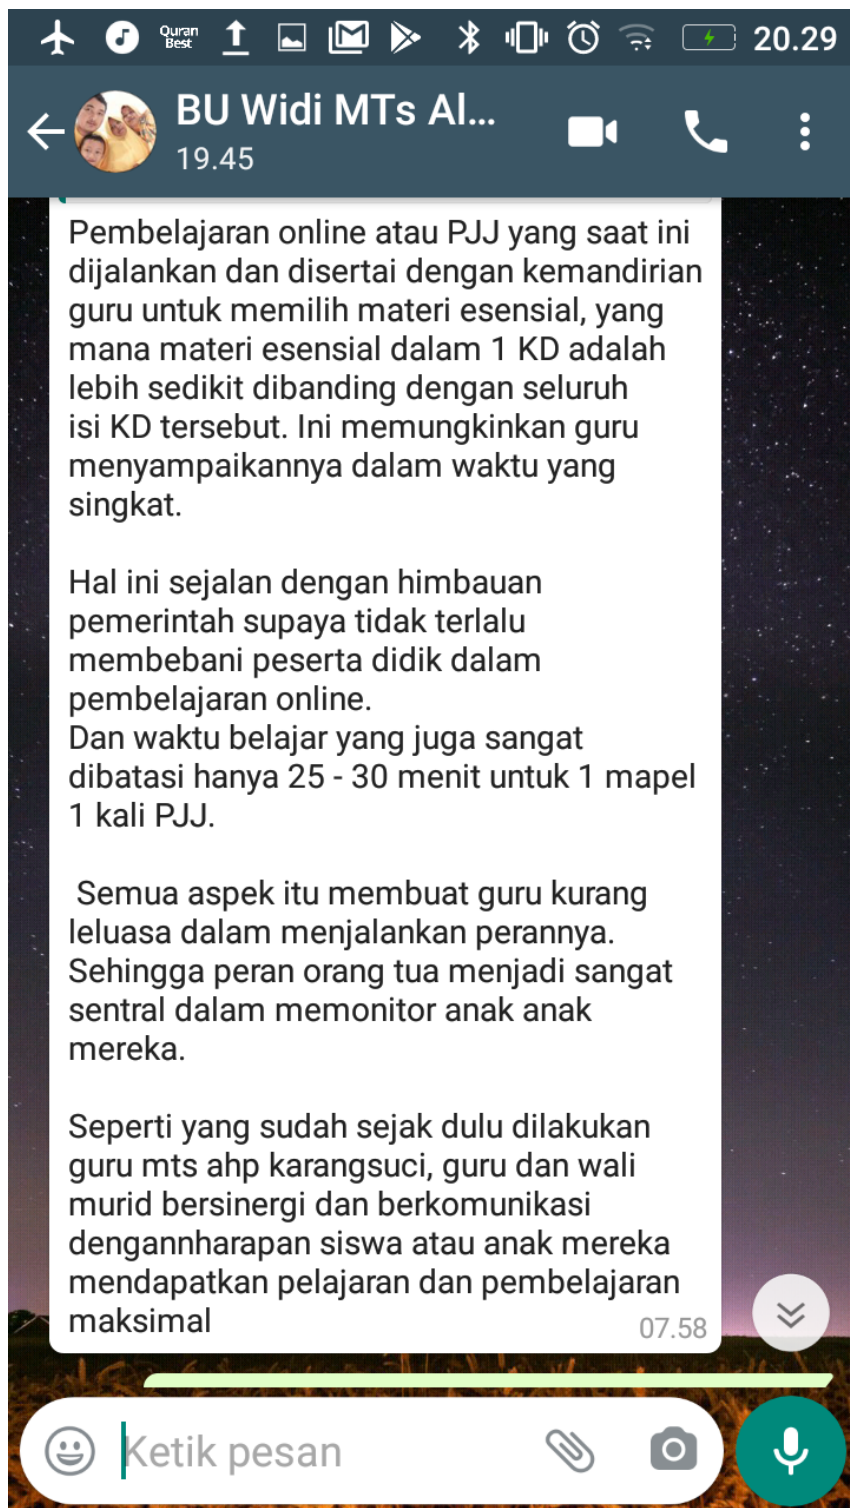 Quran
Best
20.29
BU Widi MTs Al...
19.45
Pembelajaran online atau PJJ yang saat ini
dijalankan dan disertai dengan kemandirian
guru untuk memilih materi esensial, yang
mana materi esensial dalam 1 KD adalah
lebih sedikit dibanding dengan seluruh
isi KD tersebut. Ini memungkinkan guru
menyampaikannya dalam waktu yang
singkat.
Hal ini sejalan dengan himbauan
pemerintah supaya tidak terlalu
membebani peserta didik dalam
pembelajaran online.
Dan waktu belajar yang juga sangat
dibatasi hanya 25 - 30 menit untuk 1 mapel
1 kali PJJ.
Semua aspek itu membuat guru kurang
leluasa dalam menjalankan perannya.
Sehingga peran orang tua menjadi sangat
sentral dalam memonitor anak anak
mereka.
Seperti yang sudah sejak dulu dilakukan
guru mts ahp karangsuci, guru dan wali
murid bersinergi dan berkomunikasi
dengannharapan siswa atau anak mereka
mendapatkan pelajaran dan pembelajaran
maksimal
07.58
Ketik pesan